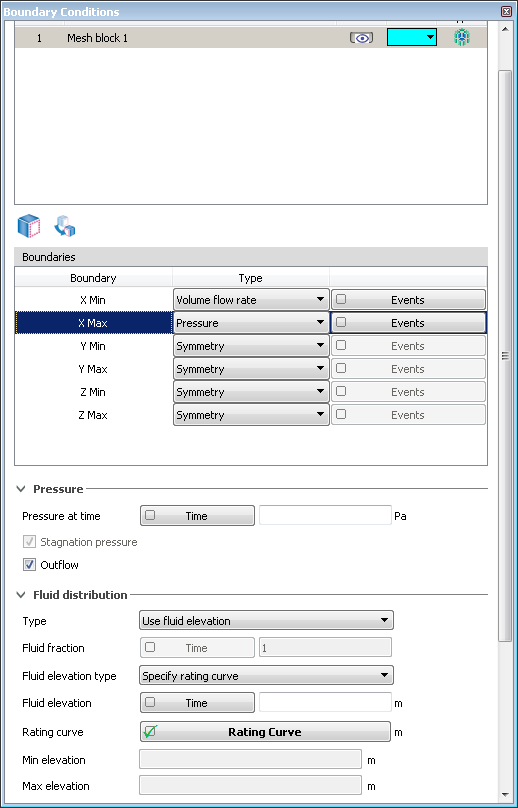 Boundary Conditions
1 Mesh block 1
Boundaries
Boundary Type
X Min Volume flow rate Events
X Max Pressure Events
Y Min Symmetry Events
Y Max Symmetry Events
Z Min Symmetry Events
Z Max Symmetry Events
Pressure
Pressure at time Time Pa
Stagnation pressure
Outflow
Fluid distribution
Type Use fluid elevation
Fluid fraction Time 1
Fluid elevation type Specify rating curve
Fluid elevation Time m
Rating curve Rating Curve m
Min elevation m
Max elevation m